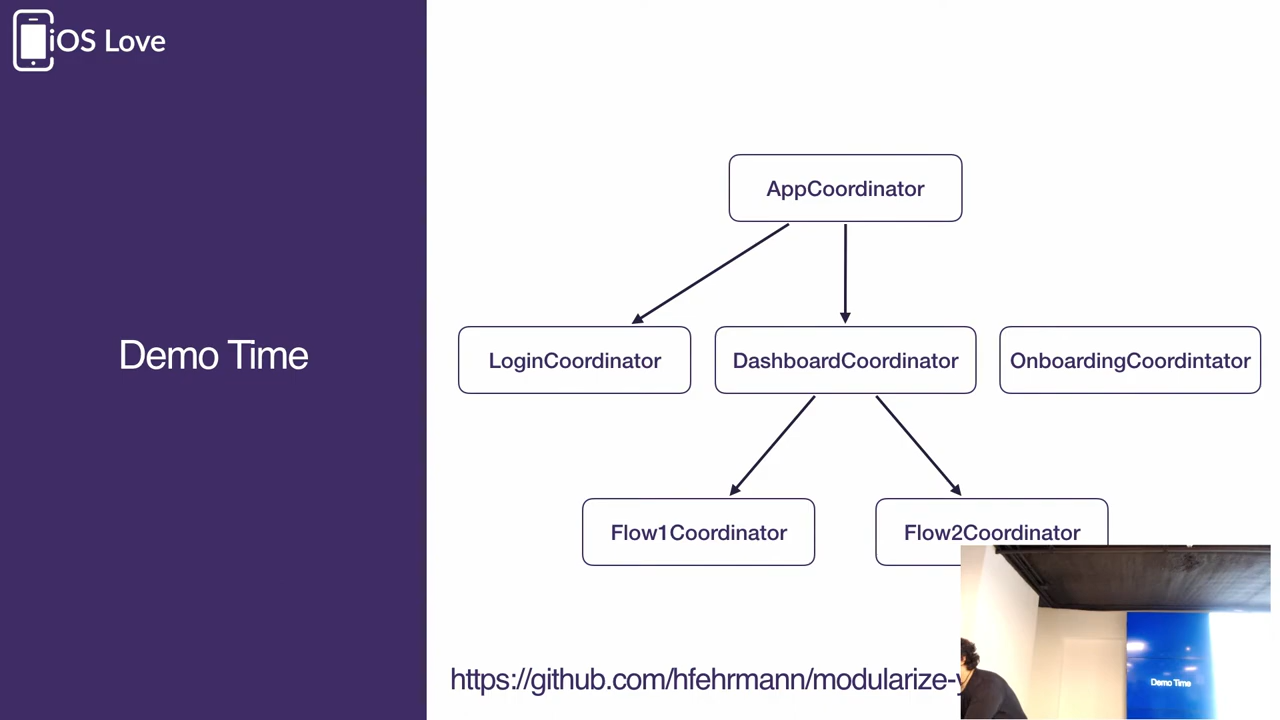 iOS Love
Demo Time
AppCoordinator
LoginCoordinator
DashboardCoordinator
OnboardingCoordintator
Flow1Coordinator
Flow2Coordinator
https://github.com/hfehrmann/modularize-
Demo Time